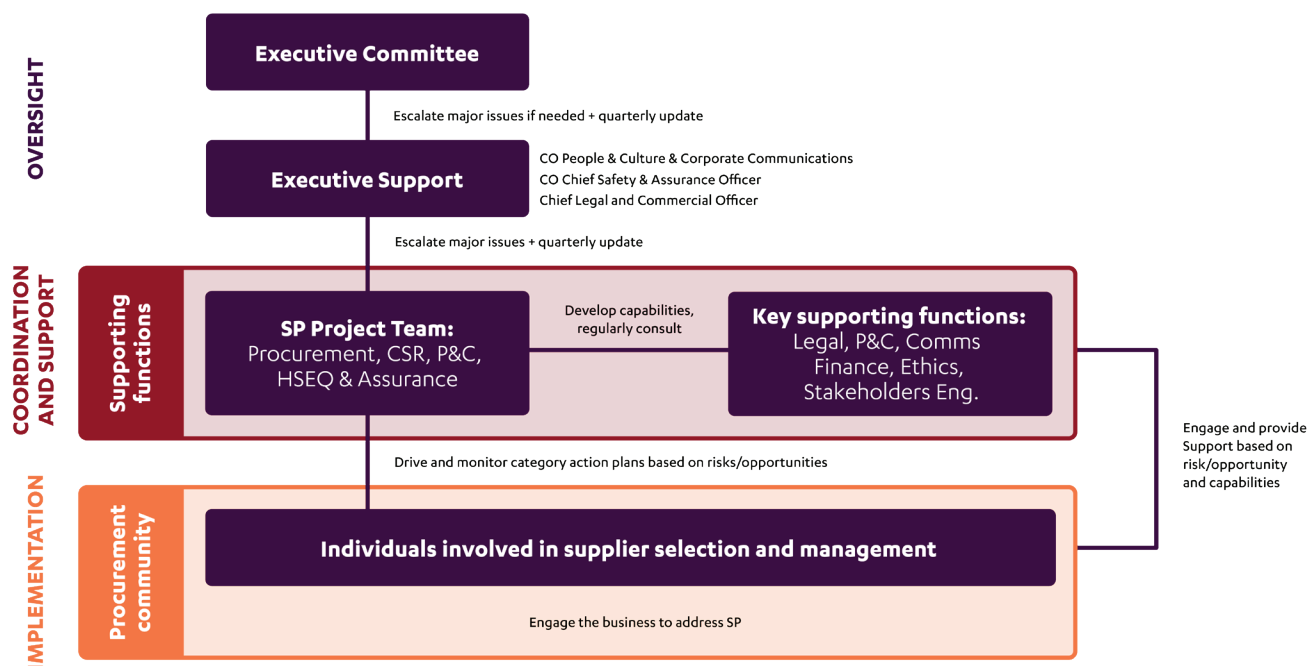 OVERSIGHT
Executive Committee
Escalate major issues if needed + quarterly update
Executive Support
CO People & Culture & Corporate Communications
CO Chief Safety & Assurance Officer
Chief Legal and Commercial Officer
Escalate major issues + quarterly update
COORDINATION
AND SUPPORT
Supporting
functions
SP Project Team:
Procurement, CSR, P&C,
HSEQ & Assurance
Develop capabilities,
regularly consult
Key supporting functions:
Legal, P&C, Comms
Finance, Ethics,
Stakeholders Eng.
Engage and provide
Support based on
risk/opportunity
and capabilities
Drive and monitor category action plans based on risks/opportunities
IMPLEMENTATION
Procurement
community
Individuals involved in supplier selection and management
Engage the business to address SP